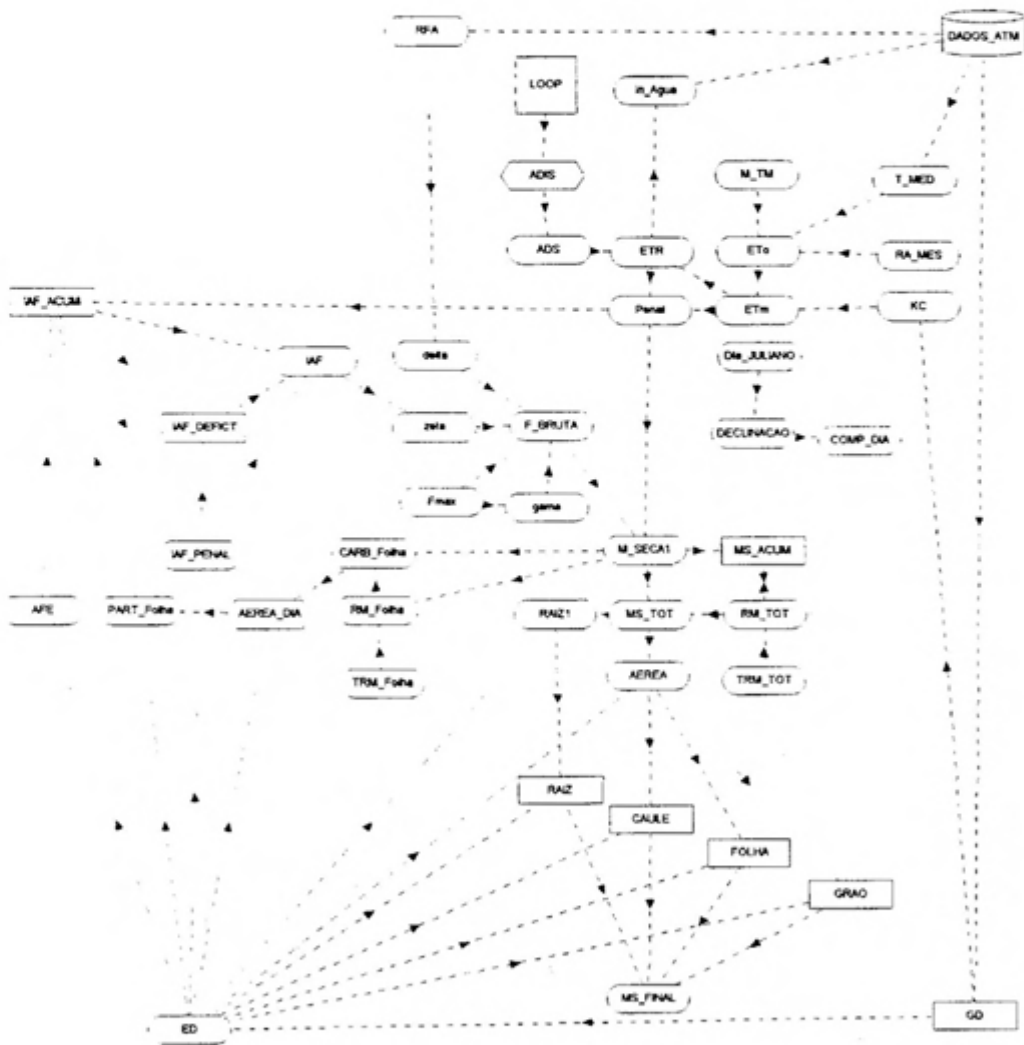 RFA
DADOS_ATM
LOOP
in_Agua
ADIS
M_TM
T_MED
ADS
ETR
ETo
RA_MES
IAF_ACUM
Penal
ETm
KC
IAF
delta
Dia_JULIANO
IAF_DEFICT
zeta
F_BRUTA
DECLINACAO
COMP_DIA
Fmax
gama
IAF_PENAL
CARB_Folha
M_SECA1
MS_ACUM
AFE
PART_Folha
AEREA_DIA
RM_Folha
RAIZ1
MS_TOT
RM_TOT
TRM_Folha
AEREA
TRM_TOT
RAIZ
CAULE
FOLHA
GRAO
MS_FINAL
ED
GD